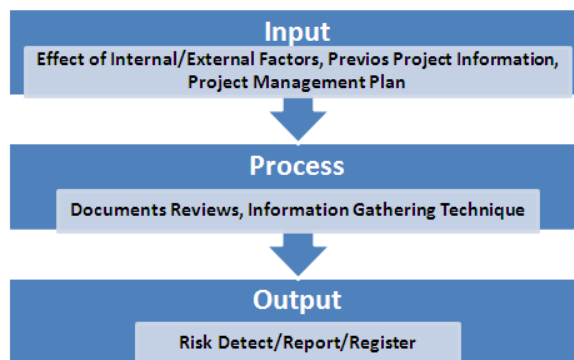 Input
Effect of Internal/External Factors, Previos Project Information,
Project Management Plan
Process
Documents Reviews, Information Gathering Technique
Output
Risk Detect/Report/Register